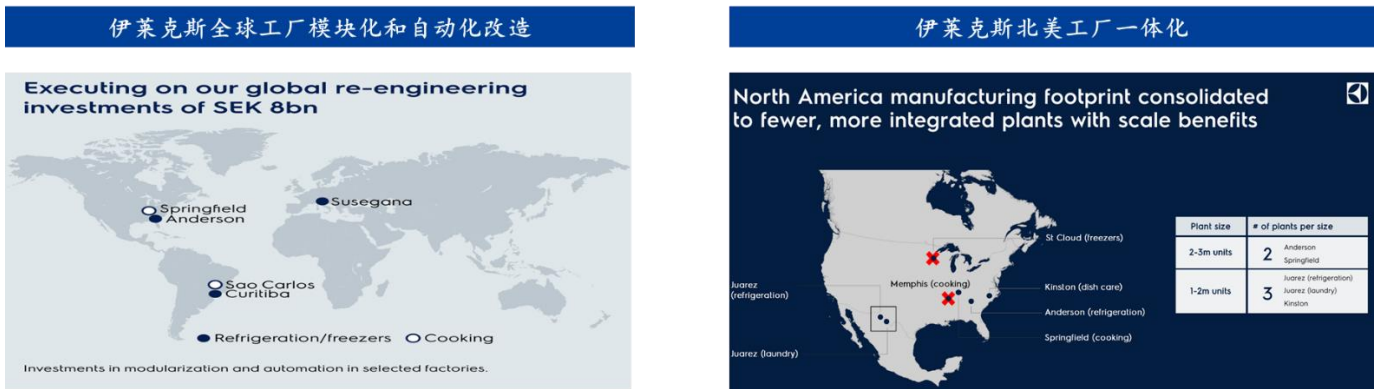 伊莱克斯全球工厂模块化和自动化改造
Executing on our global re-engineering
investments of SEK 8bn
Springfield
Anderson
Susegana
Sao Carlos
Curitiba
Refrigeration/freezers
Cooking
Investments in modularization and automation in selected factories.
伊莱克斯北美工厂一体化
North America manufacturing footprint consolidated
to fewer, more integrated plants with scale benefits
St Cloud (freezers)
Memphis (cooking)
Juarez
(refrigeration)
Kinston (dish care)
Anderson (refrigeration)
Springfield (cooking)
Juarez (laundry)
Plant size
# of plants per size
2-3m units
2
Anderson
Springfield
1-2m units
3
Juarez (refrigeration)
Juarez (laundry)
Kinston